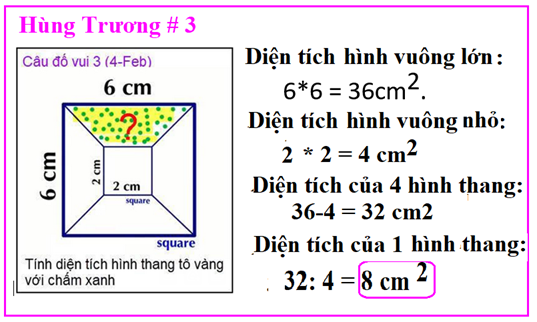 Hùng Trương # 3
Câu đố vui 3 (4-Feb)
6 cm
?
6 cm
2 cm
2 cm
square
square
Tính diện tích hình thang tô vàng
với chấm xanh
Diện tích hình vuông lớn :
6*6 = 36cm².
Diện tích hình vuông nhỏ:
2 * 2 = 4 cm²
Diện tích của 4 hình thang:
36-4 = 32 cm2
Diện tích của 1 hình thang:
32: 4 = 8 cm ²